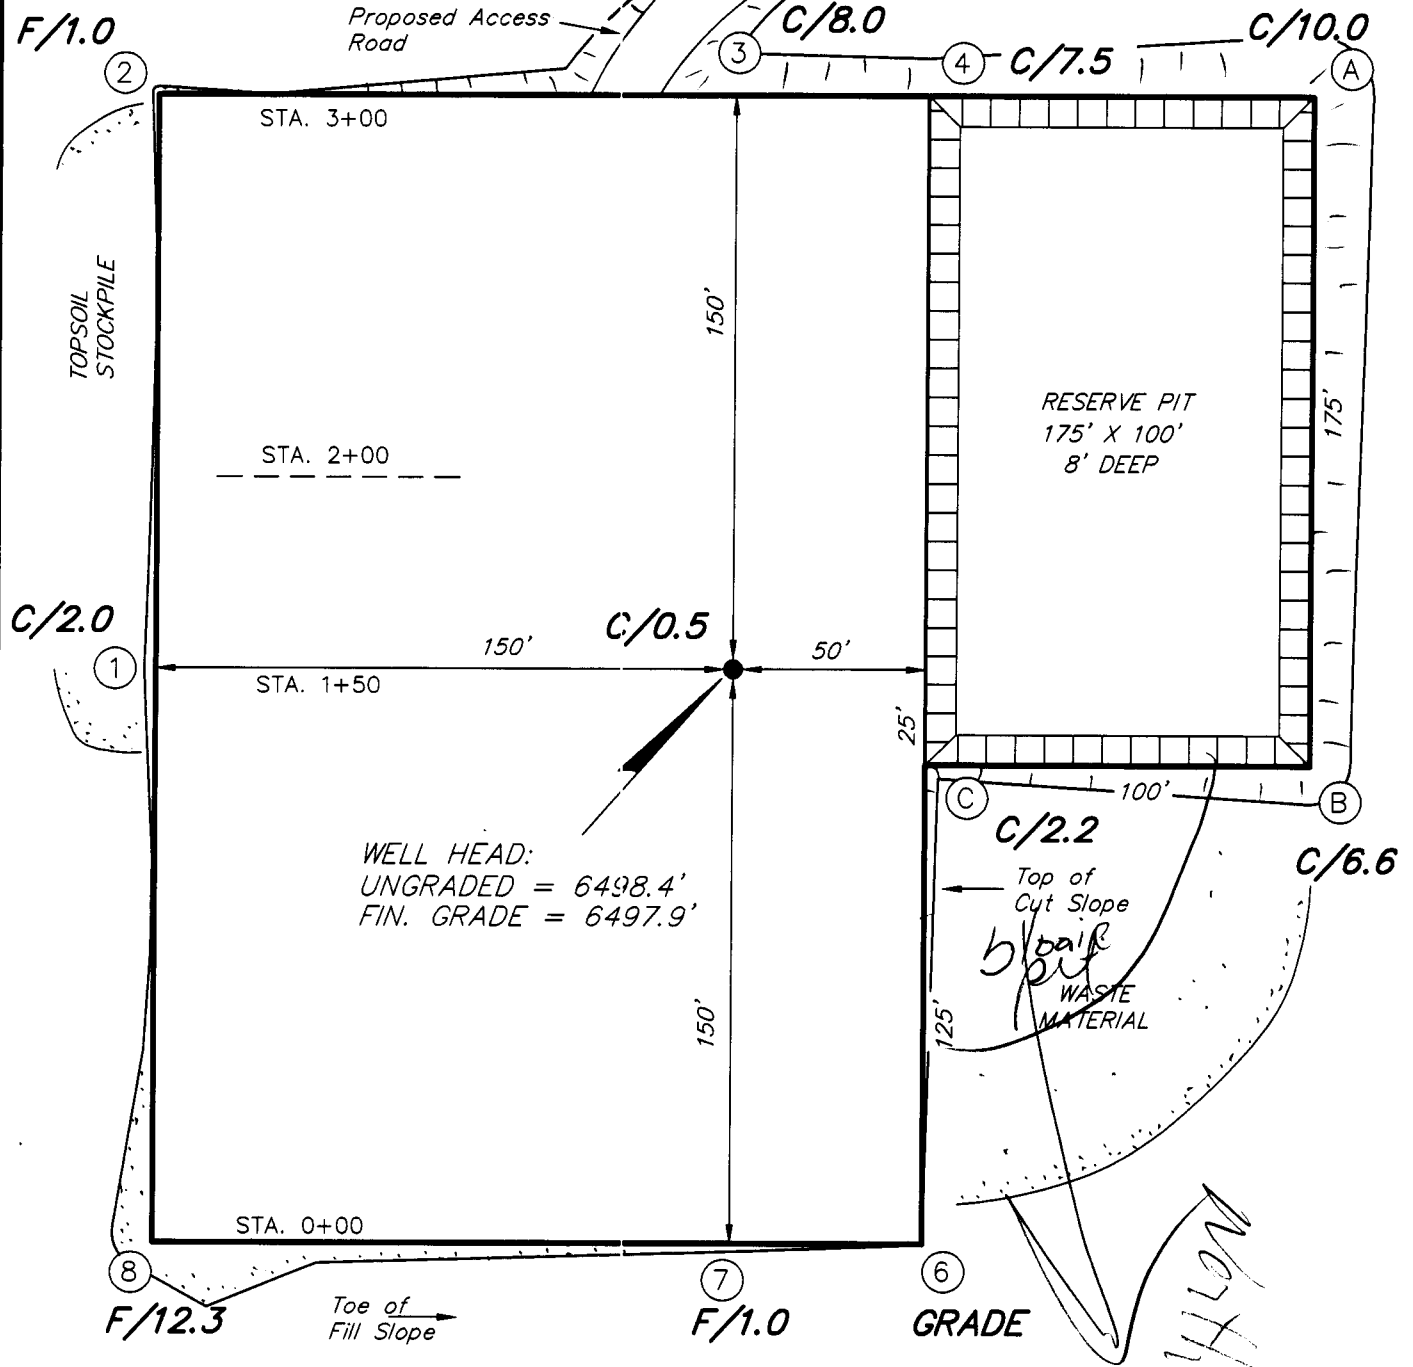 F/1.0
Proposed Access
Road
C/8.0
C/10.0
2
3
4
C/7.5
A
STA. 3+00
TOPSOIL
STOCKPILE
150'
RESERVE PIT
175' X 100'
8' DEEP
175'
STA. 2+00
C/2.0
C/0.5
150'
50'
1
STA. 1+50
25'
C
100'
B
C/2.2
C/6.6
WELL HEAD:
UNGRADED = 6498.4'
FIN. GRADE = 6497.9'
Top of
Cut Slope
pit
WASTE
MATERIAL
150'
125'
STA. 0+00
North
8
7
6
F/12.3
Toe of
Fill Slope
F/1.0
GRADE